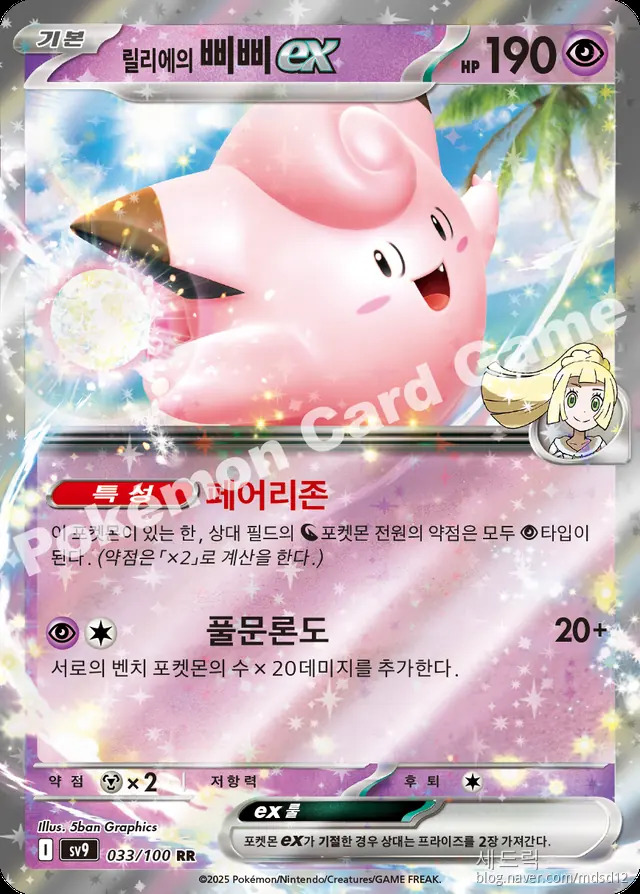 기본
릴리에의 삐삐 ex
HP 190
특성 페어리존
이 포켓몬이 있는 한, 상대 필드의 포켓몬 전원의 약점은 모두 타입이
된다. (약점은 「×2」로 계산을 한다.)
풀문론도 20+
서로의 벤치 포켓몬의 수 × 20데미지를 추가한다.
약점 ×2 저항력 후퇴
Illus. 5ban Graphics
ex 룰
포켓몬 ex가 기절한 경우 상대는 프라이즈를 2장 가져간다.
I sv9 033/100 RR
©2025 Pokémon/Nintendo/Creatures/GAME FREAK.
Pokémon Card Game
세드릭
blog.naver.com/mdsd12